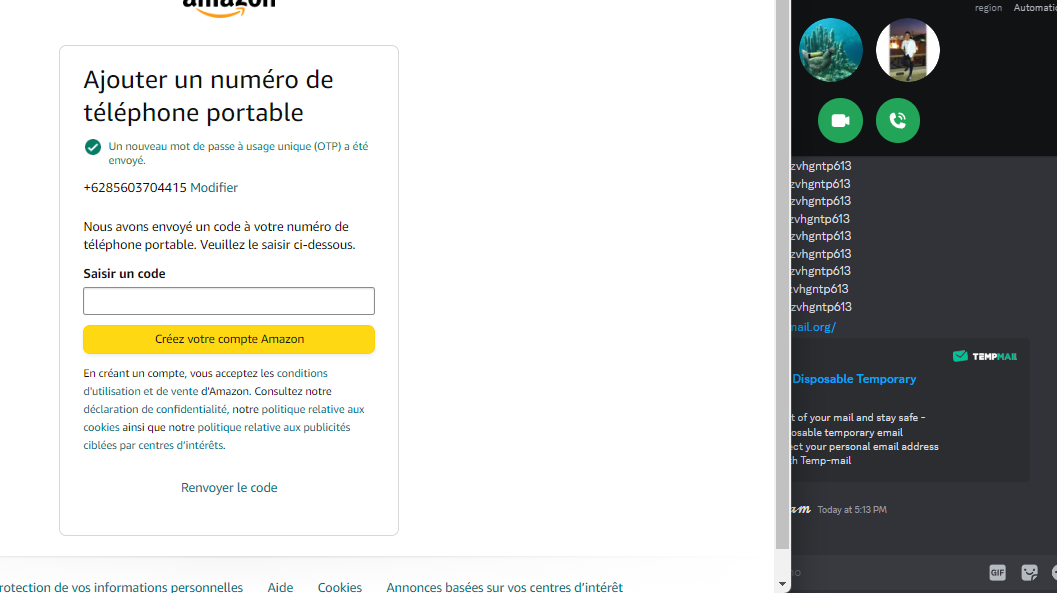 amazon
Ajouter un numéro de
téléphone portable
Un nouveau mot de passe à usage unique (OTP) a été
envoyé.
+6285603704415 Modifier
Nous avons envoyé un code à votre numéro de
téléphone portable. Veuillez le saisir ci-dessous.
Saisir un code
Créez votre compte Amazon
En créant un compte, vous acceptez les conditions
d'utilisation et de vente d'Amazon. Consultez notre
déclaration de confidentialité, notre politique relative aux
cookies ainsi que notre politique relative aux publicités
ciblées par centres d'intérêts.
Renvoyer le code
rotection de vos informations personnelles Aide Cookies Annonces basées sur vos centres d'intérêt
region Automatic
zvhgntp613
zvhgntp613
zvhgntp613
zvhgntp613
zvhgntp613
zvhgntp613
zvhgntp613
zvhgntp613
zvhgntp613
mail.org/
TEMPMAIL
Disposable Temporary
t of your mail and stay safe -
osable temporary email
ect your personal email address
h Temp-mail
am Today at 5:13 PM
GIF